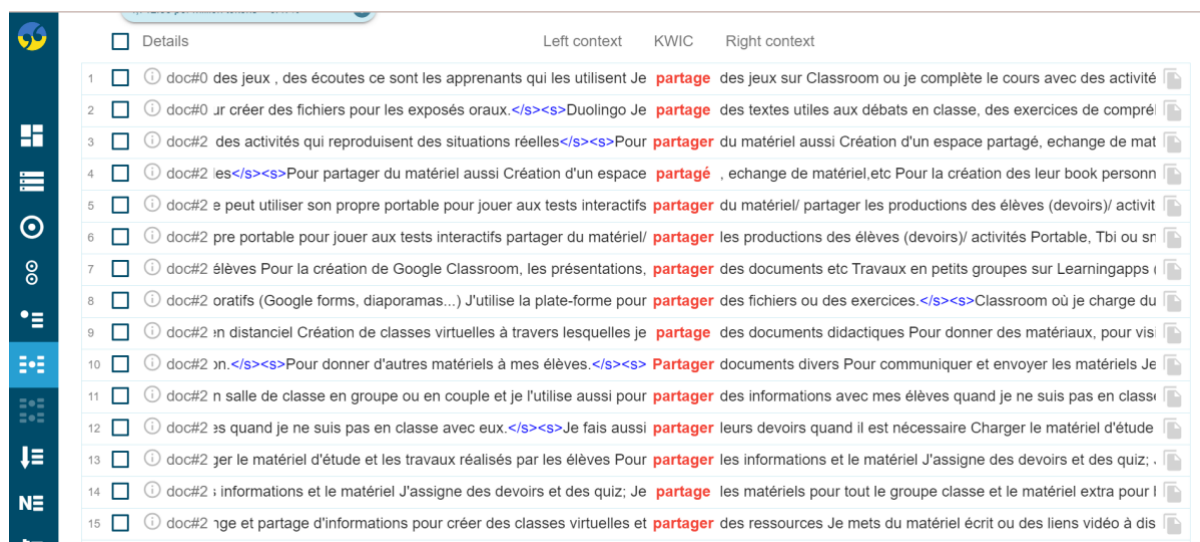 Details Left context KWIC Right context
1 doc#0 des jeux , des écoutes ce sont les apprenants qui les utilisent Je partage des jeux sur Classroom ou je complète le cours avec des activité
2 doc#0 ur créer des fichiers pour les exposés oraux.</s><s>Duolingo Je partage des textes utiles aux débats en classe, des exercices de compré
3 doc#2 des activités qui reproduisent des situations réelles</s><s>Pour partager du matériel aussi Création d'un espace partagé, echange de mat
4 doc#2 les</s><s>Pour partager du matériel aussi Création d'un espace partagé , echange de matériel,etc Pour la création des leur book personn
5 doc#2 e peut utiliser son propre portable pour jouer aux tests interactifs partager du matériel/ partager les productions des élèves (devoirs)/ activit
6 doc#2 pre portable pour jouer aux tests interactifs partager du matériel/ partager les productions des élèves (devoirs)/ activités Portable, Tbi ou sr
7 doc#2 élèves Pour la création de Google Classroom, les présentations, partager des documents etc Travaux en petits groupes sur Learningapps (
8 doc#2 oratifs (Google forms, diaporamas...) J'utilise la plate-forme pour partager des fichiers ou des exercices.</s><s>Classroom où je charge du
9 doc#2 en distanciel Création de classes virtuelles à travers lesquelles je partage des documents didactiques Pour donner des matériaux, pour vis
10 doc#2 on.</s><s>Pour donner d'autres matériels à mes élèves.</s><s> Partager documents divers Pour communiquer et envoyer les matériels Je
11 doc#2 n salle de classe en groupe ou en couple et je l'utilise aussi pour partager des informations avec mes élèves quand je ne suis pas en class
12 doc#2 es quand je ne suis pas en classe avec eux.</s><s>Je fais aussi partager leurs devoirs quand il est nécessaire Charger le matériel d'étude
13 doc#2 ger le matériel d'étude et les travaux réalisés par les élèves Pour partager les informations et le matériel J'assigne des devoirs et des quiz;
14 doc#2 informations et le matériel J'assigne des devoirs et des quiz; Je partage les matériels pour tout le groupe classe et le matériel extra pour
15 doc#2 nge et partage d'informations pour créer des classes virtuelles et partager des ressources Je mets du matériel écrit ou des liens vidéo à dis